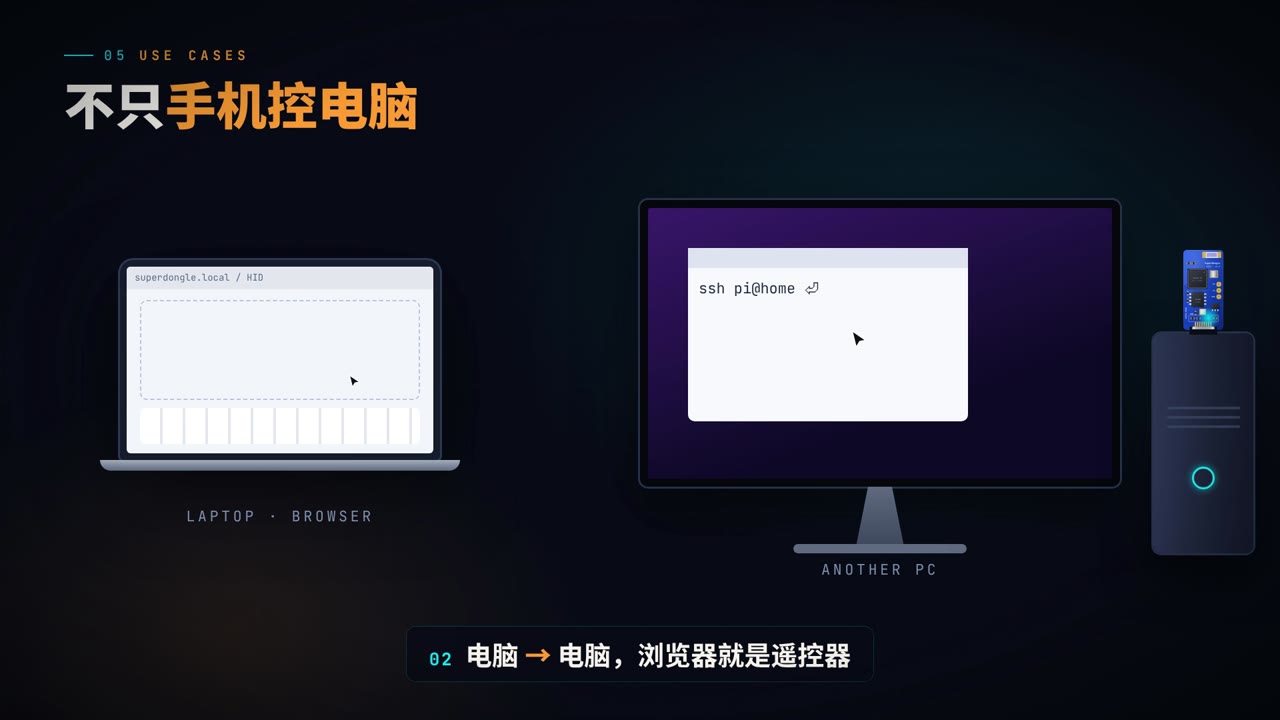 05 USE CASES
不只手机控电脑
superdongle.local / HID
ssh pi@home ⏎
LAPTOP · BROWSER
ANOTHER PC
02 电脑 → 电脑，浏览器就是遥控器